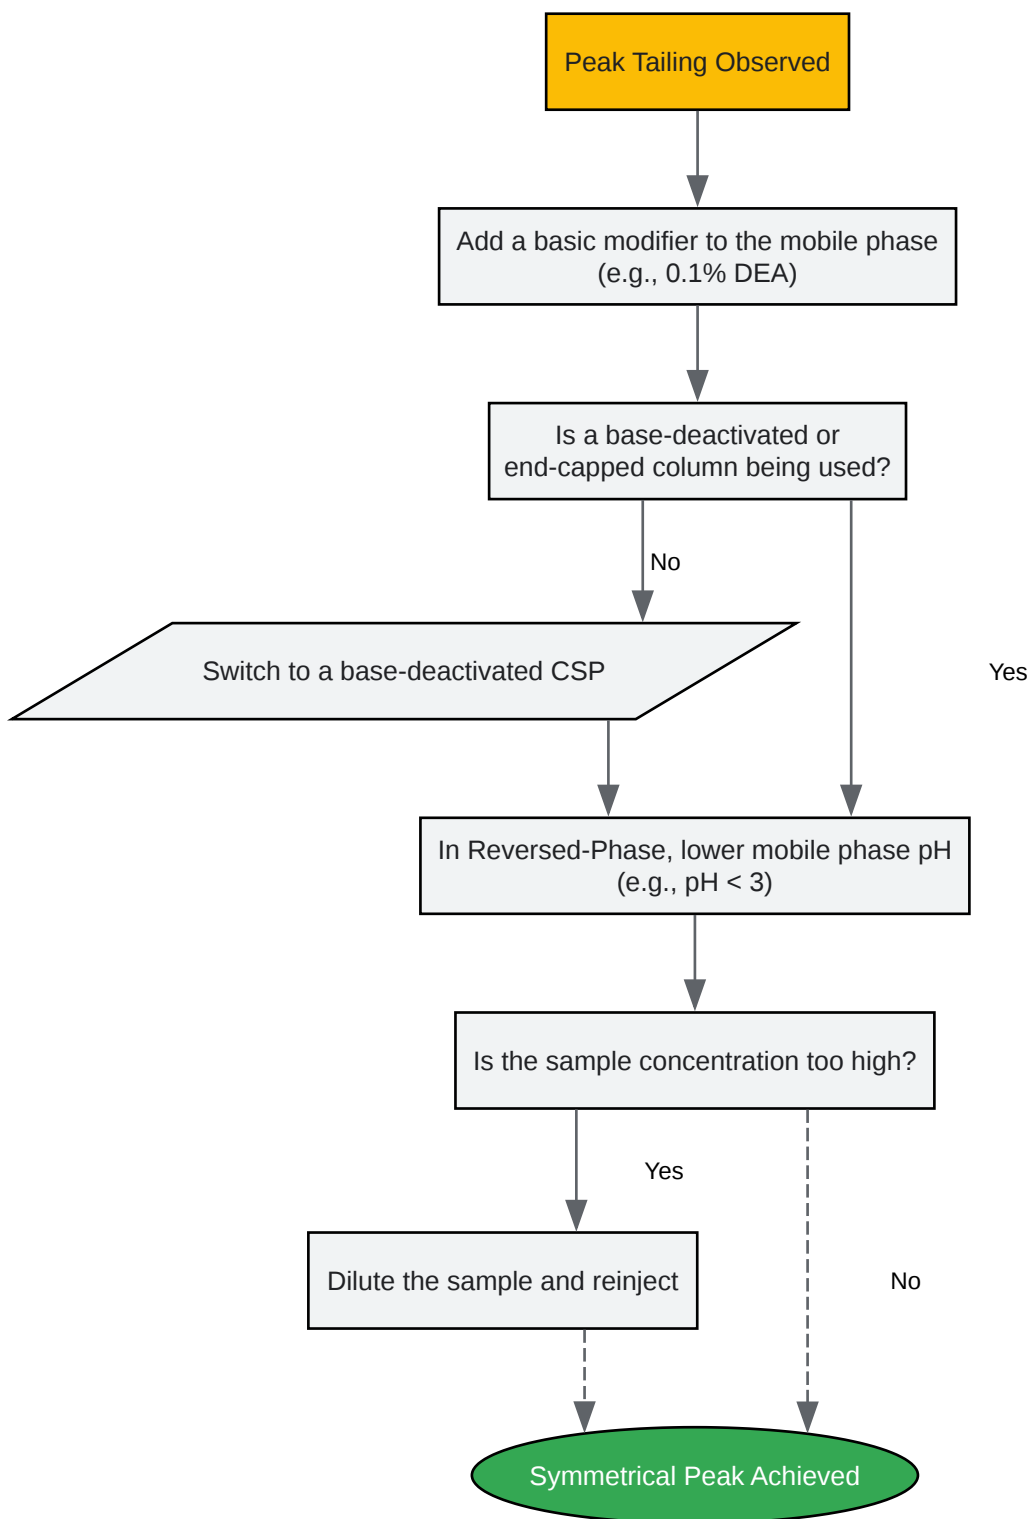 Peak Tailing Observed
Add a basic modifier to the mobile phase
(e.g., 0.1% DEA)
Is a base-deactivated or
end-capped column being used?
No
Switch to a base-deactivated CSP
Yes
In Reversed-Phase, lower mobile phase pH
(e.g., pH < 3)
Is the sample concentration too high?
Yes
Dilute the sample and reinject
No
Symmetrical Peak Achieved